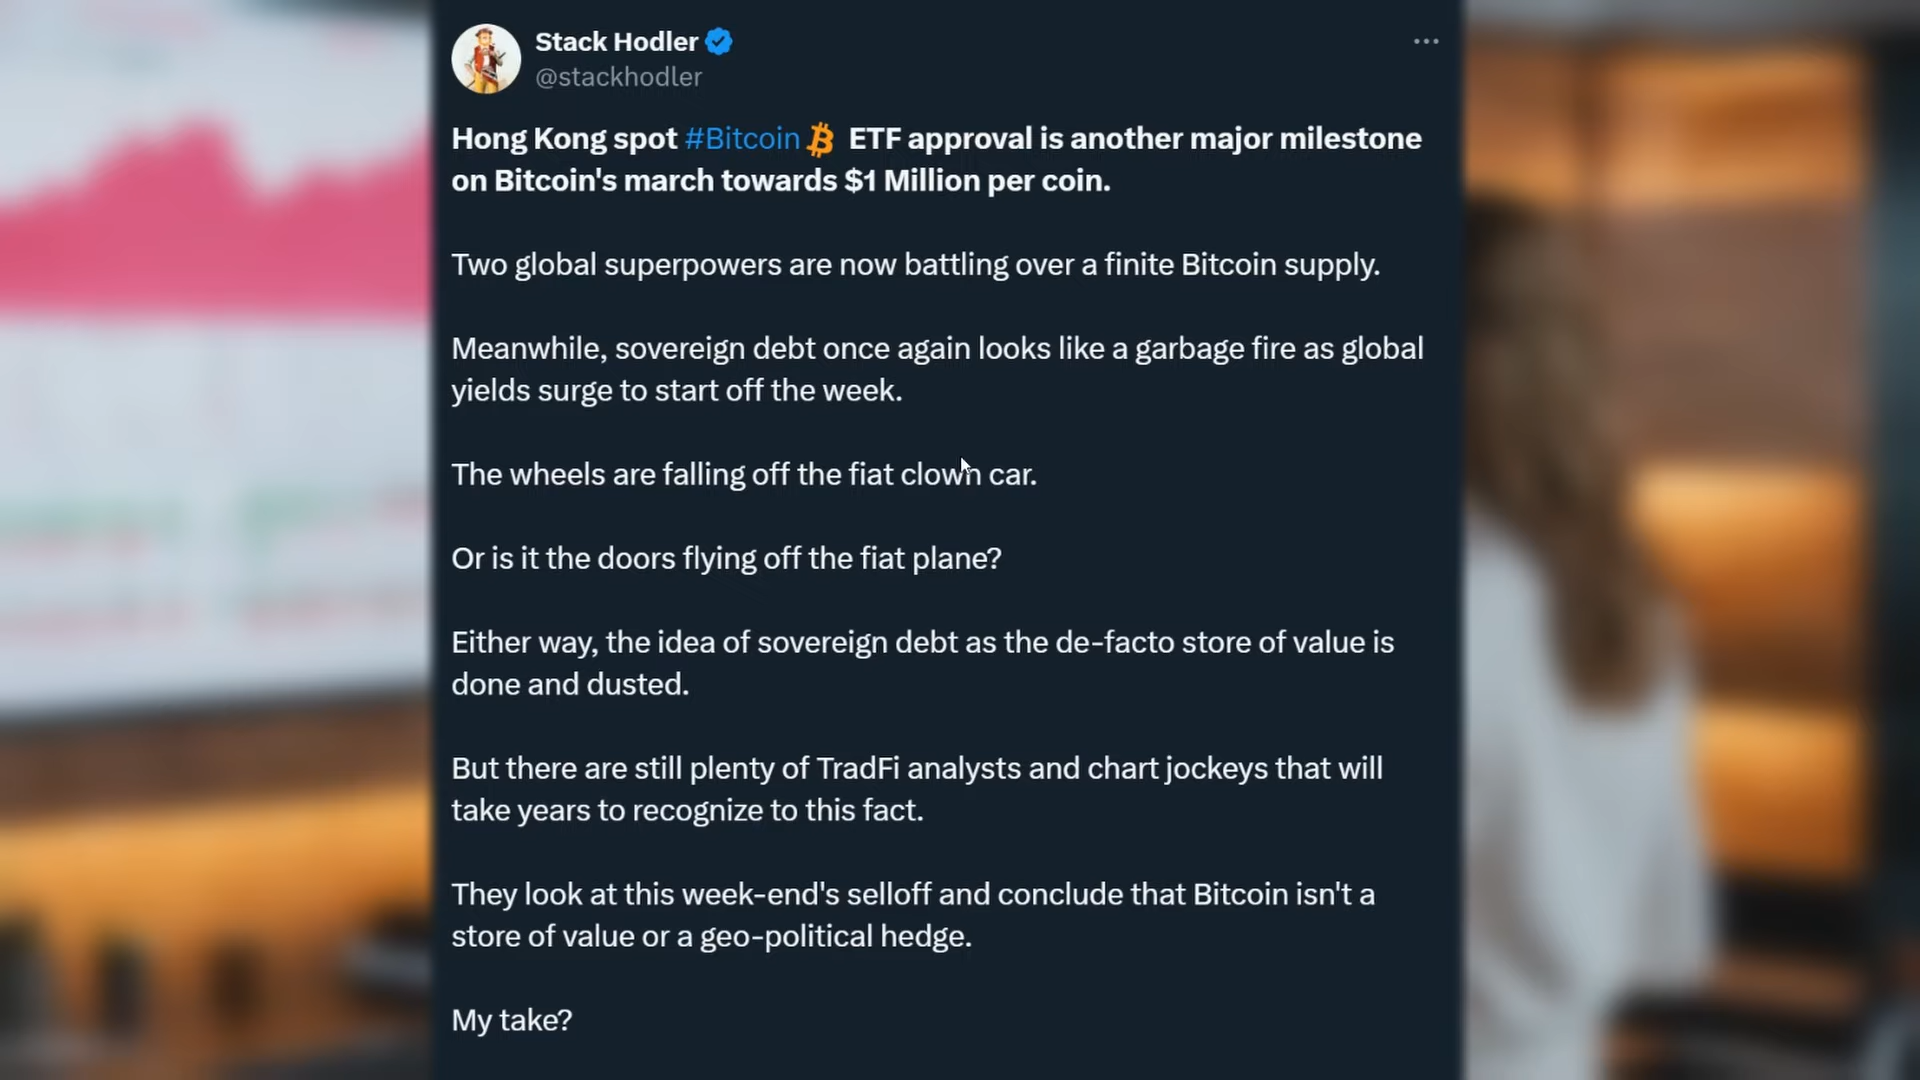 Stack Hodler
@stackhodler
Hong Kong spot #Bitcoin ETF approval is another major milestone
on Bitcoin's march towards $1 Million per coin.
Two global superpowers are now battling over a finite Bitcoin supply.
Meanwhile, sovereign debt once again looks like a garbage fire as global
yields surge to start off the week.
The wheels are falling off the fiat clown car.
Or is it the doors flying off the fiat plane?
Either way, the idea of sovereign debt as the de-facto store of value is
done and dusted.
But there are still plenty of TradFi analysts and chart jockeys that will
take years to recognize to this fact.
They look at this week-end's selloff and conclude that Bitcoin isn't a
store of value or a geo-political hedge.
My take?